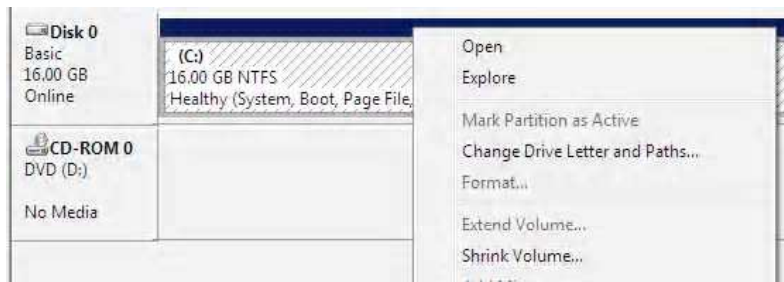 Disk 0
Basic
16.00 GB
Online
(C:)
16.00 GB NTFS
Healthy (System, Boot, Page File,
CD-ROM 0
DVD (D:)
No Media
Open
Explore
Mark Partition as Active
Change Drive Letter and Paths...
Format...
Extend Volume...
Shrink Volume...